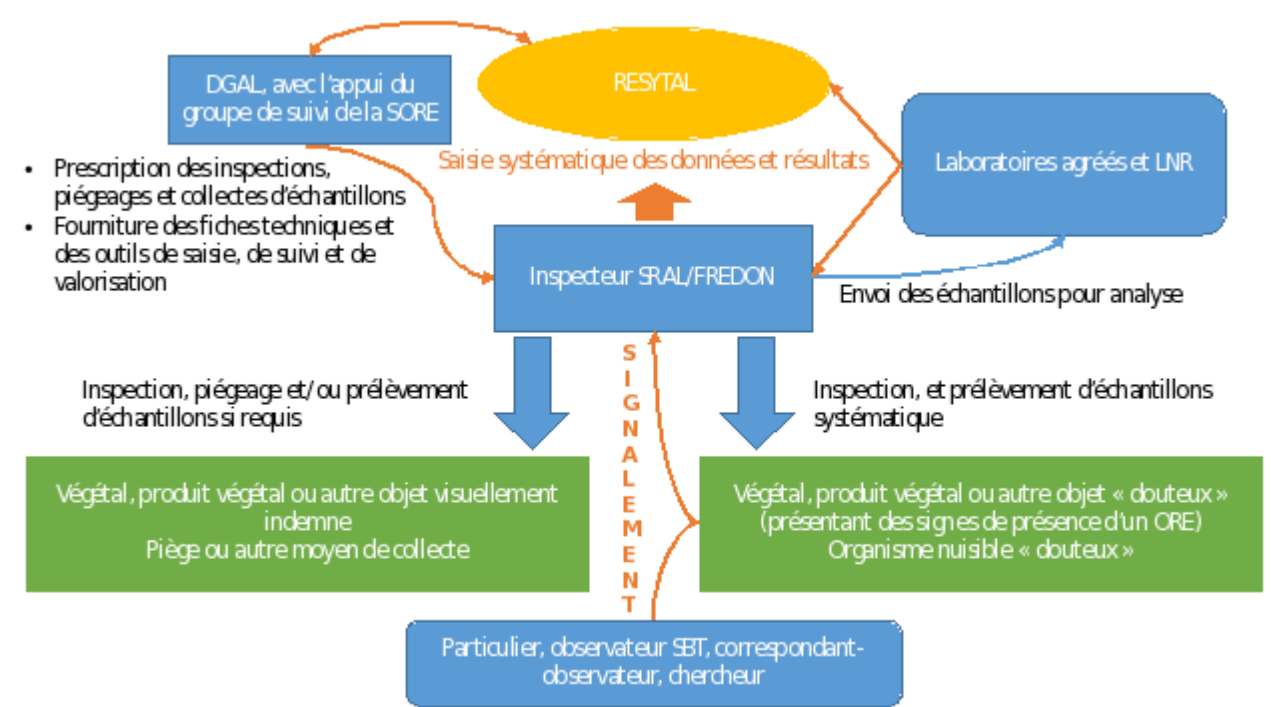 DGAL, avec l'appui du
groupe de suivi de la SORE
RESYTAL
Laboratoires agréés et LNR
Saisie systématique des données et résultats
• Prescription des inspections,
piégeages et collectes d'échantillons
• Fourniture des fiches techniques et
des outils de saisie, de suivi et de
valorisation
Inspecteur SRAL/FREDON
Envoi des échantillons pour analyse
Inspection, piégeage et/ou prélèvement
d'échantillons si requis
SIGNALEMENT
Inspection, et prélèvement d'échantillons
systématique
Végétal, produit végétal ou autre objet visuellement
indemne
Piège ou autre moyen de collecte
Végétal, produit végétal ou autre objet « douteux »
(présentant des signes de présence d'un ORE)
Organisme nuisible « douteux »
Particulier, observateur SBT, correspondant-
observateur, chercheur